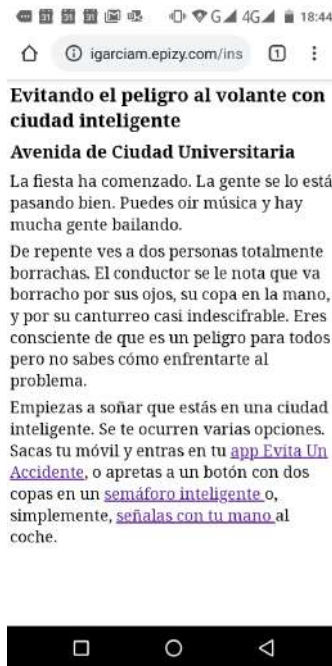 31 31 31 G 4G 18:44
igarciam.epizy.com/ins 1
Evitando el peligro al volante con
ciudad inteligente
Avenida de Ciudad Universitaria
La fiesta ha comenzado. La gente se lo está
pasando bien. Puedes oir música y hay
mucha gente bailando.
De repente ves a dos personas totalmente
borrachas. El conductor se le nota que va
borracho por sus ojos, su copa en la mano,
y por su canturreo casi indescifrable. Eres
consciente de que es un peligro para todos
pero no sabes cómo enfrentarte al
problema.
Empiezas a soñar que estás en una ciudad
inteligente. Se te ocurren varias opciones.
Sacas tu móvil y entras en tu app Evita Un
Accidente, o apretas a un botón con dos
copas en un semáforo inteligente o,
simplemente, señalas con tu mano al
coche.